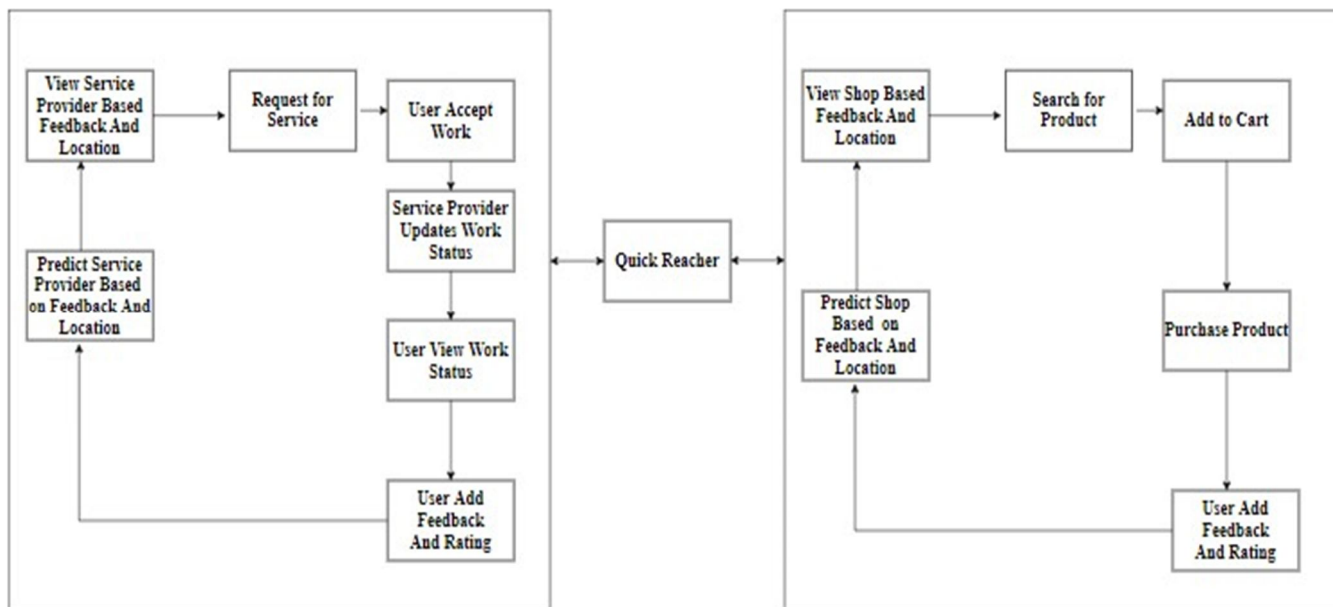 View Service
Provider Based
Feedback And
Location
Request for
Service
User Accept
Work
Service Provider
Updates Work
Status
User View Work
Status
User Add
Feedback
And Rating
Predict Service
Provider Based
on Feedback And
Location
Quick Reacher
View Shop Based
Feedback And
Location
Search for
Product
Add to Cart
Purchase Product
User Add
Feedback
And Rating
Predict Shop
Based on
Feedback And
Location